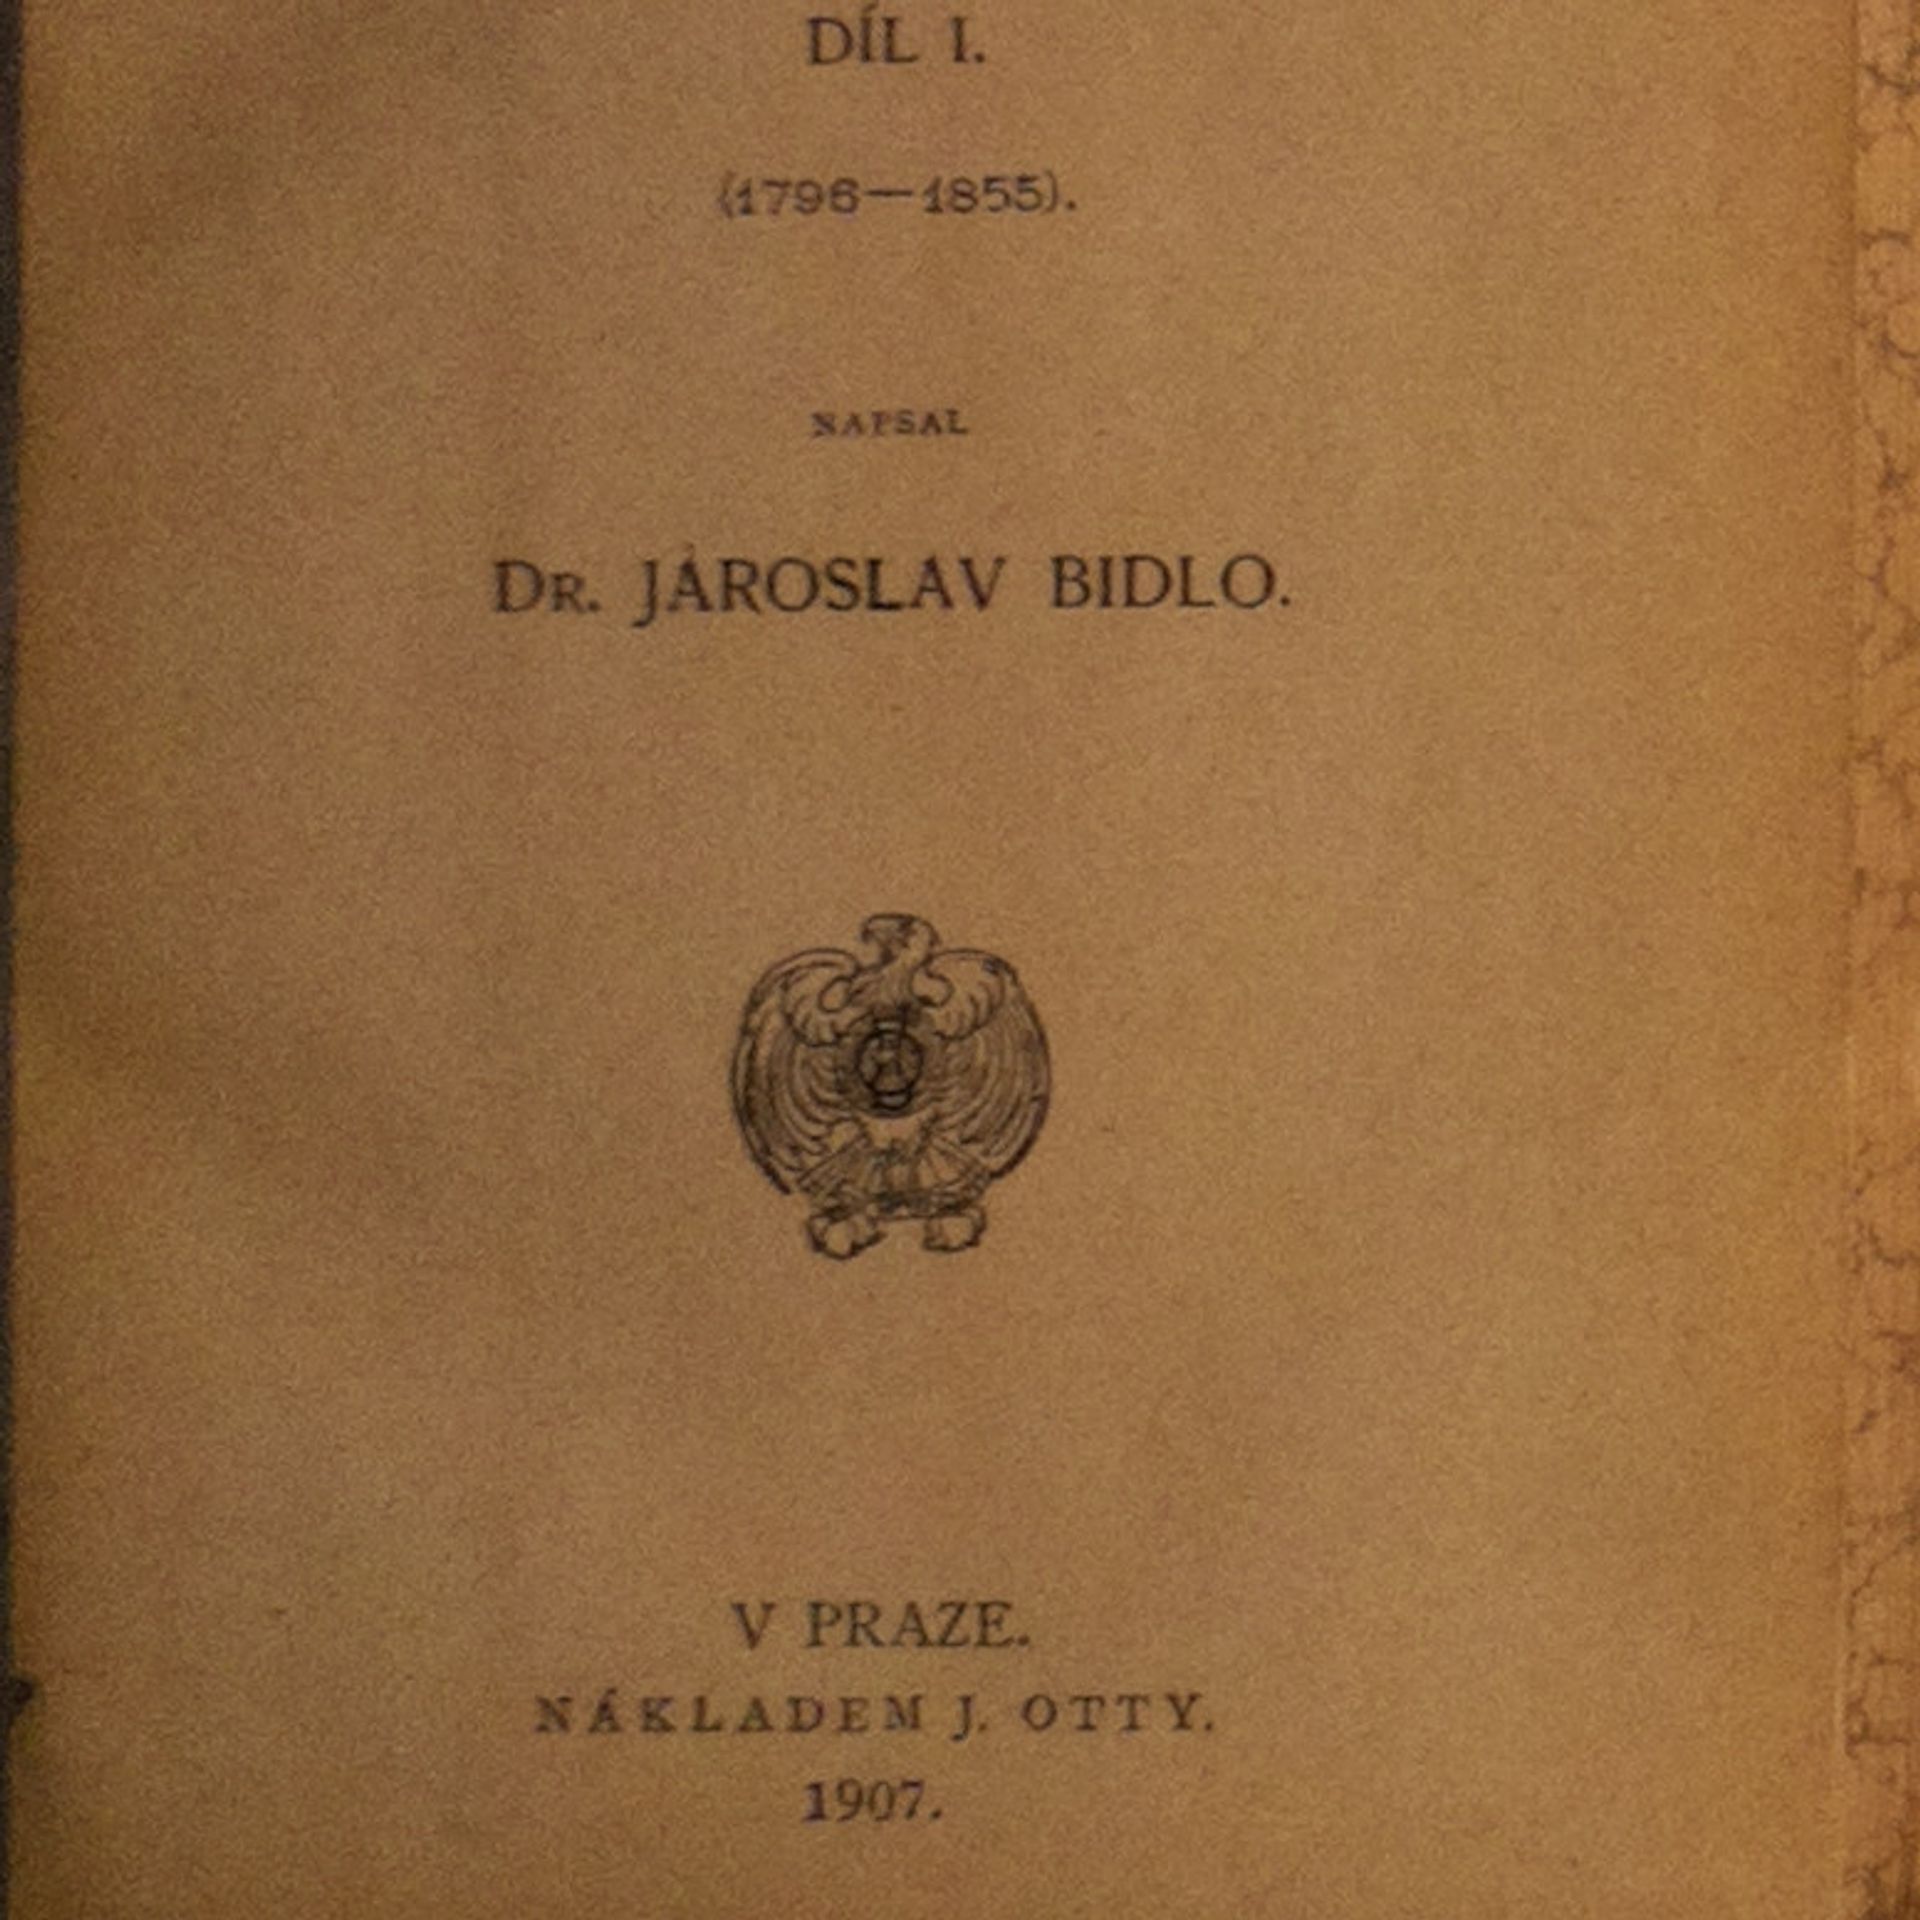 DÍL I.
(1796—1855).
NAPSAL
DR. JAROSLAV BIDLO.
V PRAZE.
NÁKLADEM J. OTTY.
1907.